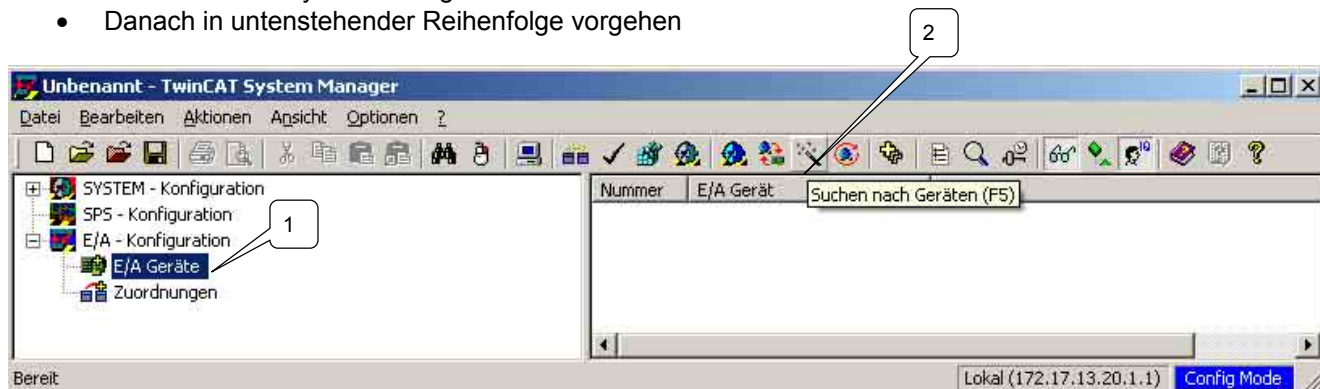 • Danach in untenstehender Reihenfolge vorgehen
2
Unbenannt - TwinCAT System Manager
Datei Bearbeiten Aktionen Ansicht Optionen ?
SYSTEM - Konfiguration
SPS - Konfiguration
1
E/A - Konfiguration
E/A Geräte
Zuordnungen
Nummer E/A Gerät
Suchen nach Geräten (F5)
Bereit
Lokal (172.17.13.20.1.1) Config Mode